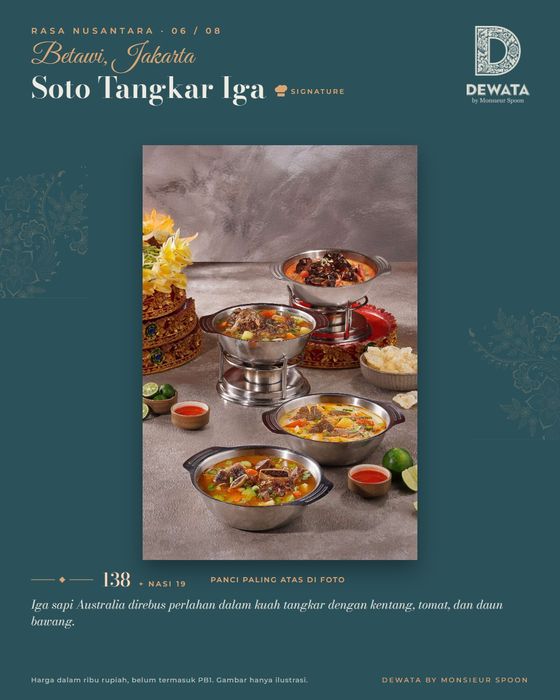 RASA NUSANTARA · 06 / 08
Betawi, Jakarta
Soto Tangkar Iga SIGNATURE
D
DEWATA
by Monsieur Spoon
138 + NASI 19 PANCI PALING ATAS DI FOTO
Iga sapi Australia direbus perlahan dalam kuah tangkar dengan kentang, tomat, dan daun
bawang.
Harga dalam ribu rupiah, belum termasuk PB1. Gambar hanya ilustrasi.
DEWATA BY MONSIEUR SPOON